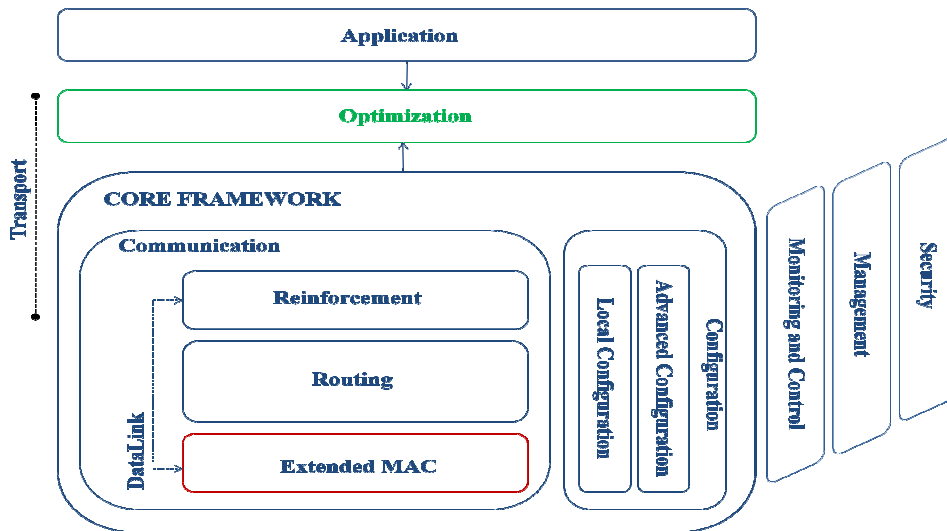 Application
Optimization
Transport
CORE FRAMEWORK
Communication
Reinforcement
Routing
Extended MAC
DataLink
Local Configuration
Advanced Configuration
Configuration
Monitoring and Control
Management
Security